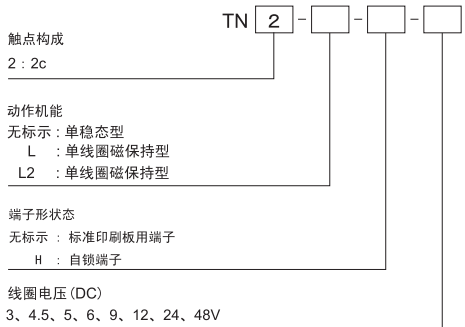 TN 2 - - -
触点构成
2：2c
动作机能
无标示：单稳态型
L ：单线圈磁保持型
L2 ：单线圈磁保持型
端子形状态
无标示：标准印刷板用端子
H ：自锁端子
线圈电压(DC)
3、4.5、5、6、9、12、24、48V